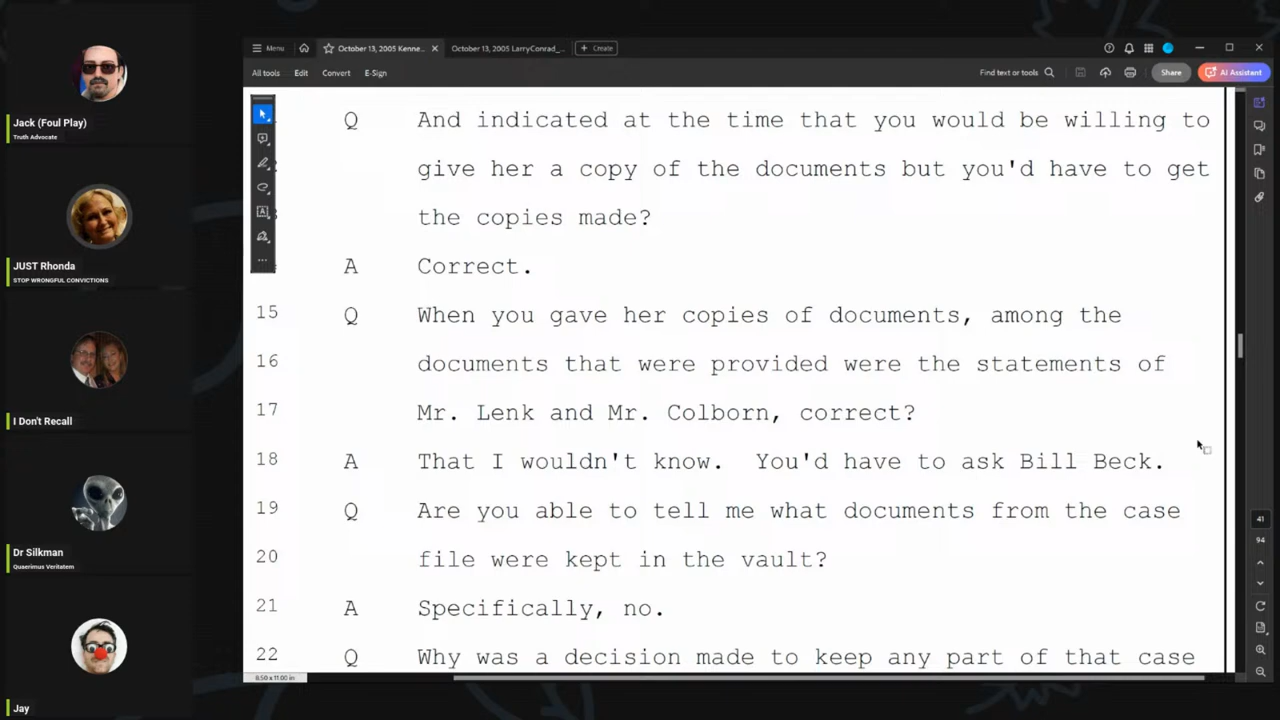 Jack (Foul Play)
Truth Advocate
JUST Rhonda
STOP WRONGFUL CONVICTIONS
I Don't Recall
Dr Silkman
Quaerimus Veritatem
Jay
Menu
October 13, 2005 Kenne...
October 13, 2005 LarryConrad_...
+ Create
All tools
Edit
Convert
E-Sign
Find text or tools
Share
AI Assistant
Q And indicated at the time that you would be willing to
give her a copy of the documents but you'd have to get
the copies made?
A Correct.
15 Q When you gave her copies of documents, among the
16 documents that were provided were the statements of
17 Mr. Lenk and Mr. Colborn, correct?
18 A That I wouldn't know. You'd have to ask Bill Beck.
19 Q Are you able to tell me what documents from the case
20 file were kept in the vault?
21 A Specifically, no.
22 Q Why was a decision made to keep any part of that case
8.50 x 11.00 in
41
94